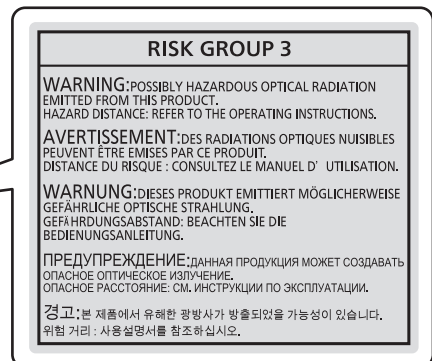 RISK GROUP 3
WARNING:POSSIBLY HAZARDOUS OPTICAL RADIATION
EMITTED FROM THIS PRODUCT.
HAZARD DISTANCE: REFER TO THE OPERATING INSTRUCTIONS.
AVERTISSEMENT:DES RADIATIONS OPTIQUES NUISIBLES
PEUVENT ÊTRE EMISES PAR CE PRODUIT.
DISTANCE DU RISQUE : CONSULTEZ LE MANUEL D' UTILISATION.
WARNUNG:DIESES PRODUKT EMITTIERT MÖGLICHERWEISE
GEFÄHRLICHE OPTISCHE STRAHLUNG.
GEFÄHRDUNGSABSTAND: BEACHTEN SIE DIE
BEDIENUNGSANLEITUNG.
ПРЕДУПРЕЖДЕНИЕ:ДАННАЯ ПРОДУКЦИЯ МОЖЕТ СОЗДАВАТЬ
ОПАСНОЕ ОПТИЧЕСКОЕ ИЗЛУЧЕНИЕ.
ОПАСНОЕ РАССТОЯНИЕ: СМ. ИНСТРУКЦИИ ПО ЭКСПЛУАТАЦИИ.
경고:본 제품에서 유해한 광방사가 방출되었을 가능성이 있습니다.
위험 거리 : 사용설명서를 참조하십시오.